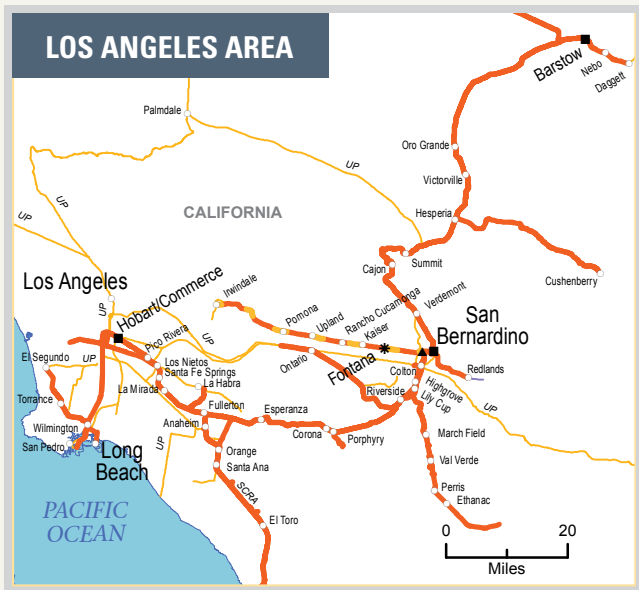 LOS ANGELES AREA
Barstow
Nebo
Daggett
Palmdale
Oro Grande
UP
Victorville
UP
CALIFORNIA
Hesperia
UP
Summit
Cajon
Cushenberry
Los Angeles
Hobart/Commerce
Irwindale
UP
Verdemont
San
Bernardino
Pomona
Upland
Rancho Cucamonga
Kaiser
Pico Rivera
El Segundo
UP
Los Nietos
Santa Fe Springs
La Habra
Ontario
Fontana
Colton
Redlands
La Mirada
Highgrove
Riverside
Lily Cup
UP
Torrance
Fullerton
Esperanza
Wilmington
Anaheim
Corona
Porphyry
March Field
San Pedro
Long
Beach
UP
Orange
Santa Ana
Val Verde
SCRA
Perris
Ethanac
PACIFIC
OCEAN
El Toro
0 20
Miles